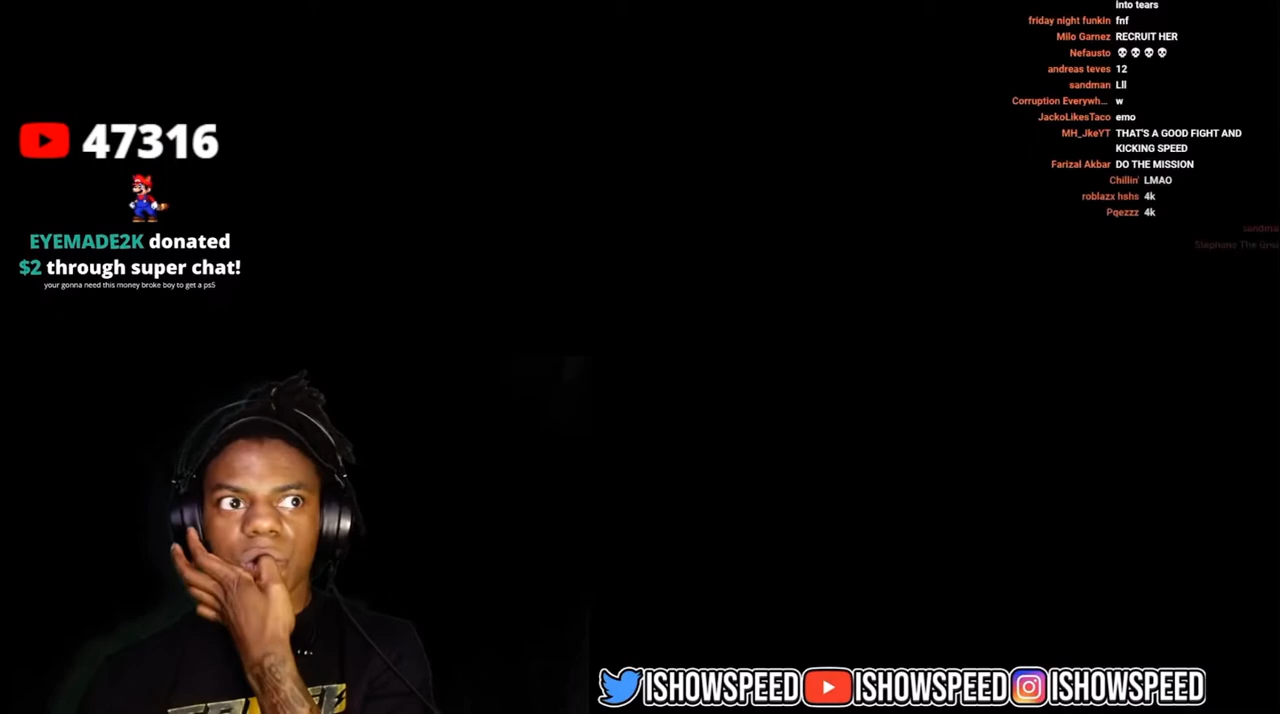 into tears
friday night funkin fnf
Milo Garnez RECRUIT HER
Nefausto 💀💀💀💀
andreas teves 12
sandman Lll
Corruption Everywh... w
JackoLikesTaco emo
MH_JkeYT THAT'S A GOOD FIGHT AND
KICKING SPEED
Farizal Akbar DO THE MISSION
Chillin' LMAO
roblazx hshs 4k
Pqezzz 4k
sandma
Stephano The
47316
EYEMADE2K donated
$2 through super chat!
your gonna need this money broke boy to get a ps5
ISHOWSPEED ISHOWSPEED ISHOWSPEED